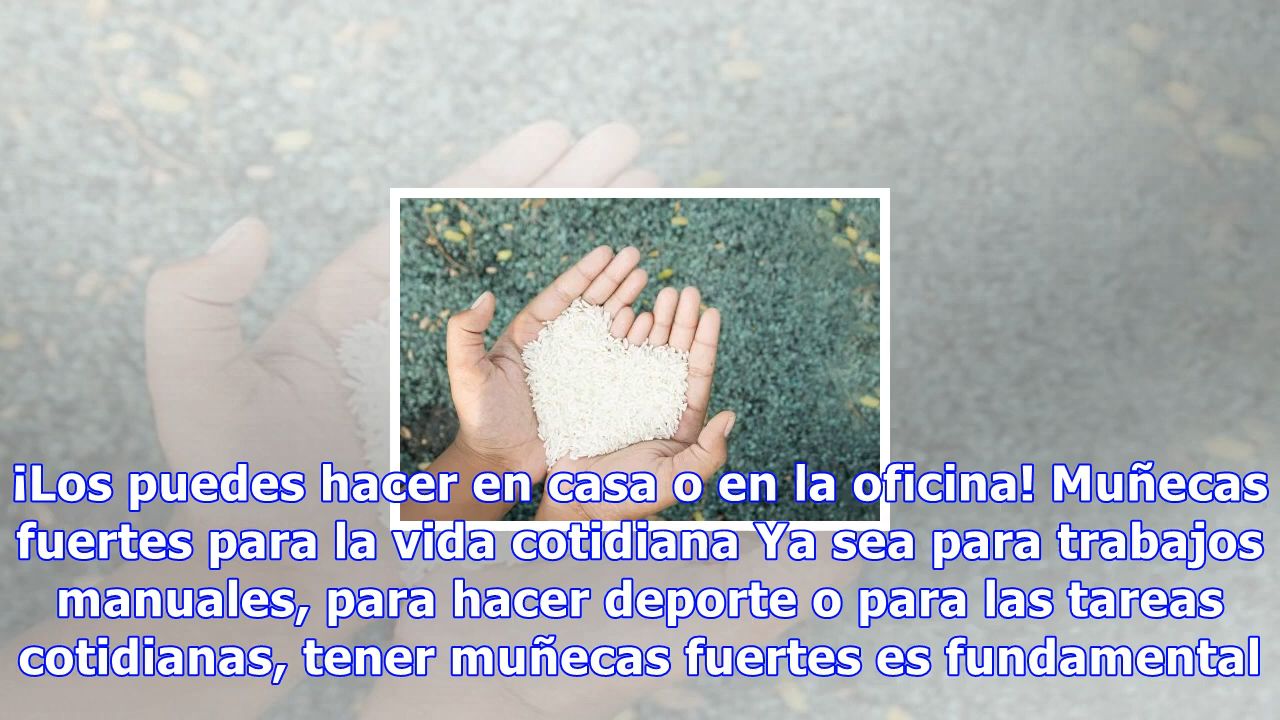 ¡Los puedes hacer en casa o en la oficina! Muñecas
fuertes para la vida cotidiana Ya sea para trabajos
manuales, para hacer deporte o para las tareas
cotidianas, tener muñecas fuertes es fundamental